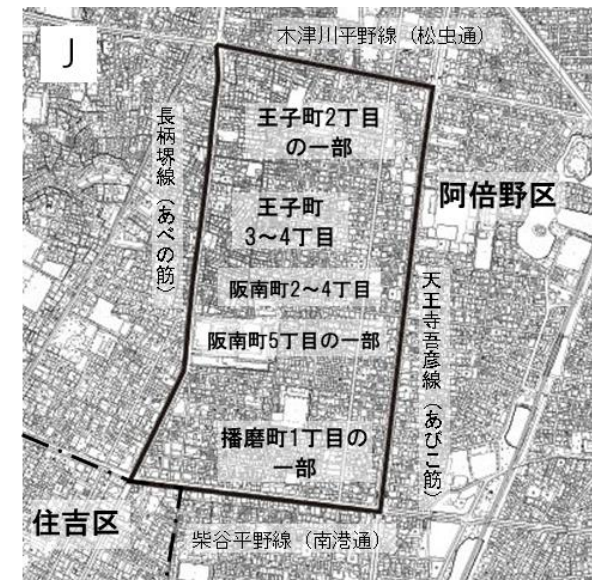 J
木津川平野線（松虫通）
長柄堺線（あべの筋）
王子町2丁目
の一部
王子町
3～4丁目
阪南町2～4丁目
阪南町5丁目の一部
播磨町1丁目の
一部
阿倍野区
天王寺吾彦線（あびこ筋）
住吉区
柴谷平野線（南港通）